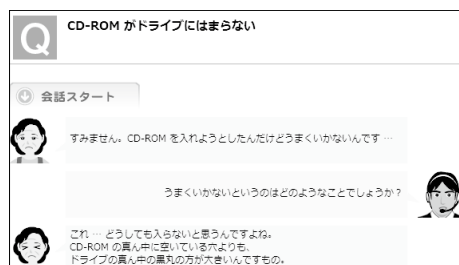 Q
CD-ROM がドライブにはまらない
会話スタート
すみません。CD-ROM を入れようとしたんだけどうまくいかないんです …
うまくいかないというのはどのようなことでしょうか？
これ … どうしても入らないと思うんですよね。
CD-ROM の真ん中に空いている穴よりも、
ドライブの真ん中の黒丸の方が大きいんですもの。